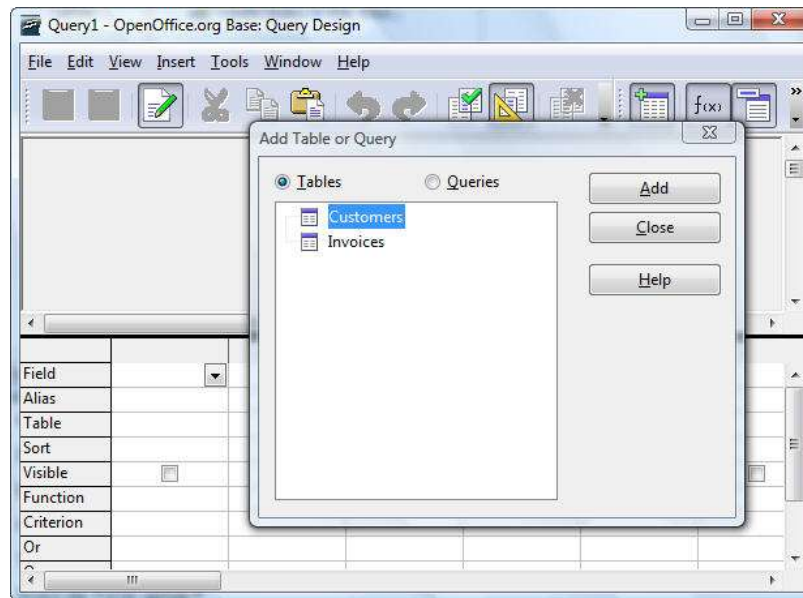 Query1 - OpenOffice.org Base: Query Design
File Edit View Insert Tools Window Help
f(x)
Add Table or Query
Tables Queries
Add
Customers
Close
Invoices
Help
Field
Alias
Table
Sort
Visible
Function
Criterion
Or